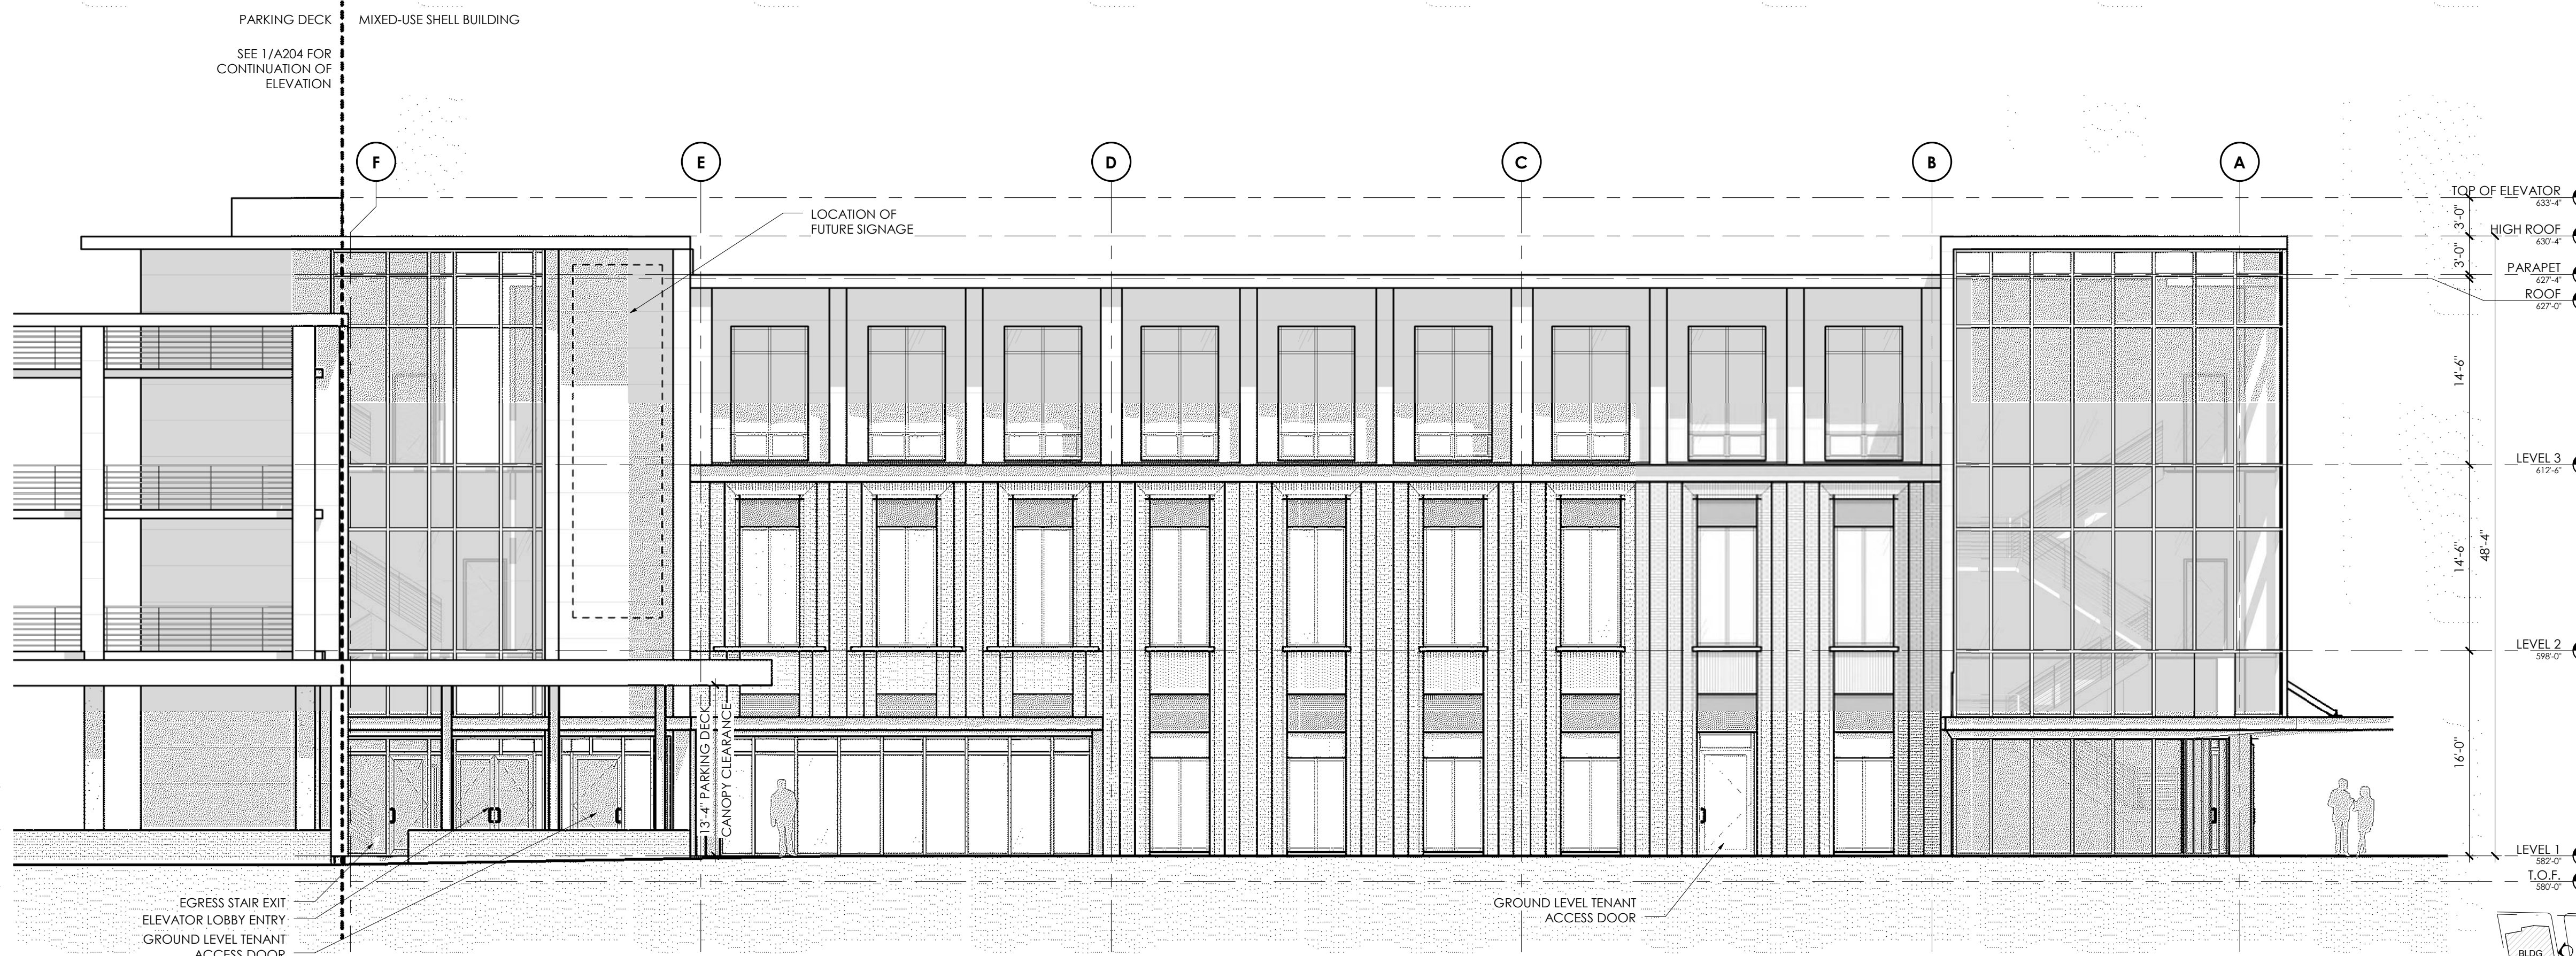 PARKING DECK
MIXED-USE SHELL BUILDING
SEE 1/A204 FOR
CONTINUATION OF
ELEVATION
F
E
D
C
B
A
LOCATION OF
FUTURE SIGNAGE
TOP OF ELEVATOR
633'-4"
3'-0"
HIGH ROOF
630'-4"
3'-0"
PARAPET
627'-4"
ROOF
627'-0"
14'-6"
LEVEL 3
612'-6"
14'-6"
48'-4"
LEVEL 2
598'-0"
16'-0"
LEVEL 1
582'-0"
T.O.F.
580'-0"
13'-4" PARKING DECK
CANOPY CLEARANCE
EGRESS STAIR EXIT
ELEVATOR LOBBY ENTRY
GROUND LEVEL TENANT
ACCESS DOOR
GROUND LEVEL TENANT
ACCESS DOOR
BLDG